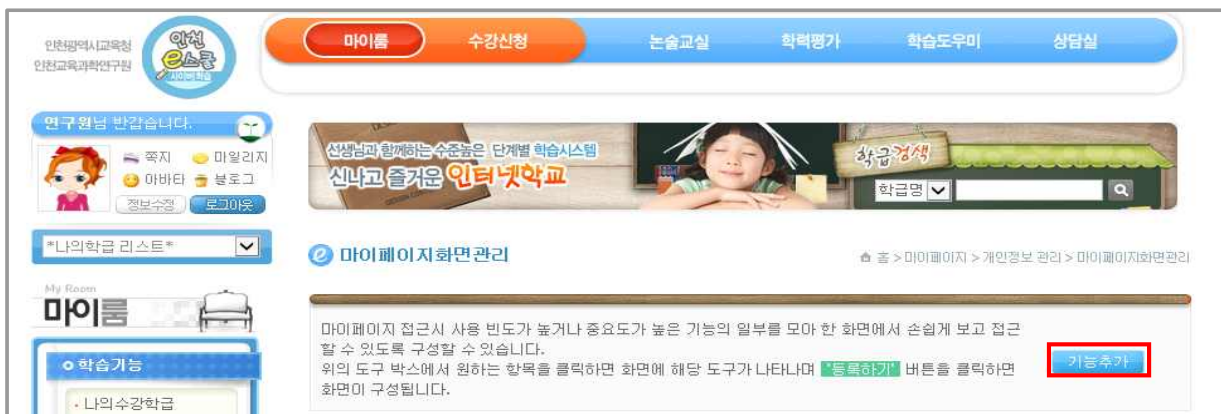 인천광역시교육청
인천교육과학연구원
인천
e스쿨
사이버학습
마이룸 수강신청 논술교실 학력평가 학습도우미 상담실
연구원님 반갑습니다.
쪽지 마일리지
아바타 블로그
정보수정 로그아웃
*나의학급 리스트*
선생님과 함께하는 수준높은 단계별 학습시스템
신나고 즐거운 인터넷학교
학급검색
학급명
e 마이페이지화면관리
홈 > 마이페이지 > 개인정보 관리 > 마이페이지화면관리
My Room
마이룸
학습기능
· 나의수강학급
마이페이지 접근시 사용 빈도가 높거나 중요도가 높은 기능의 일부를 모아 한 화면에서 손쉽게 보고 접근
할 수 있도록 구성할 수 있습니다.
위의 도구 박스에서 원하는 항목을 클릭하면 화면에 해당 도구가 나타나며 "등록하기" 버튼을 클릭하면
화면이 구성됩니다.
기능추가